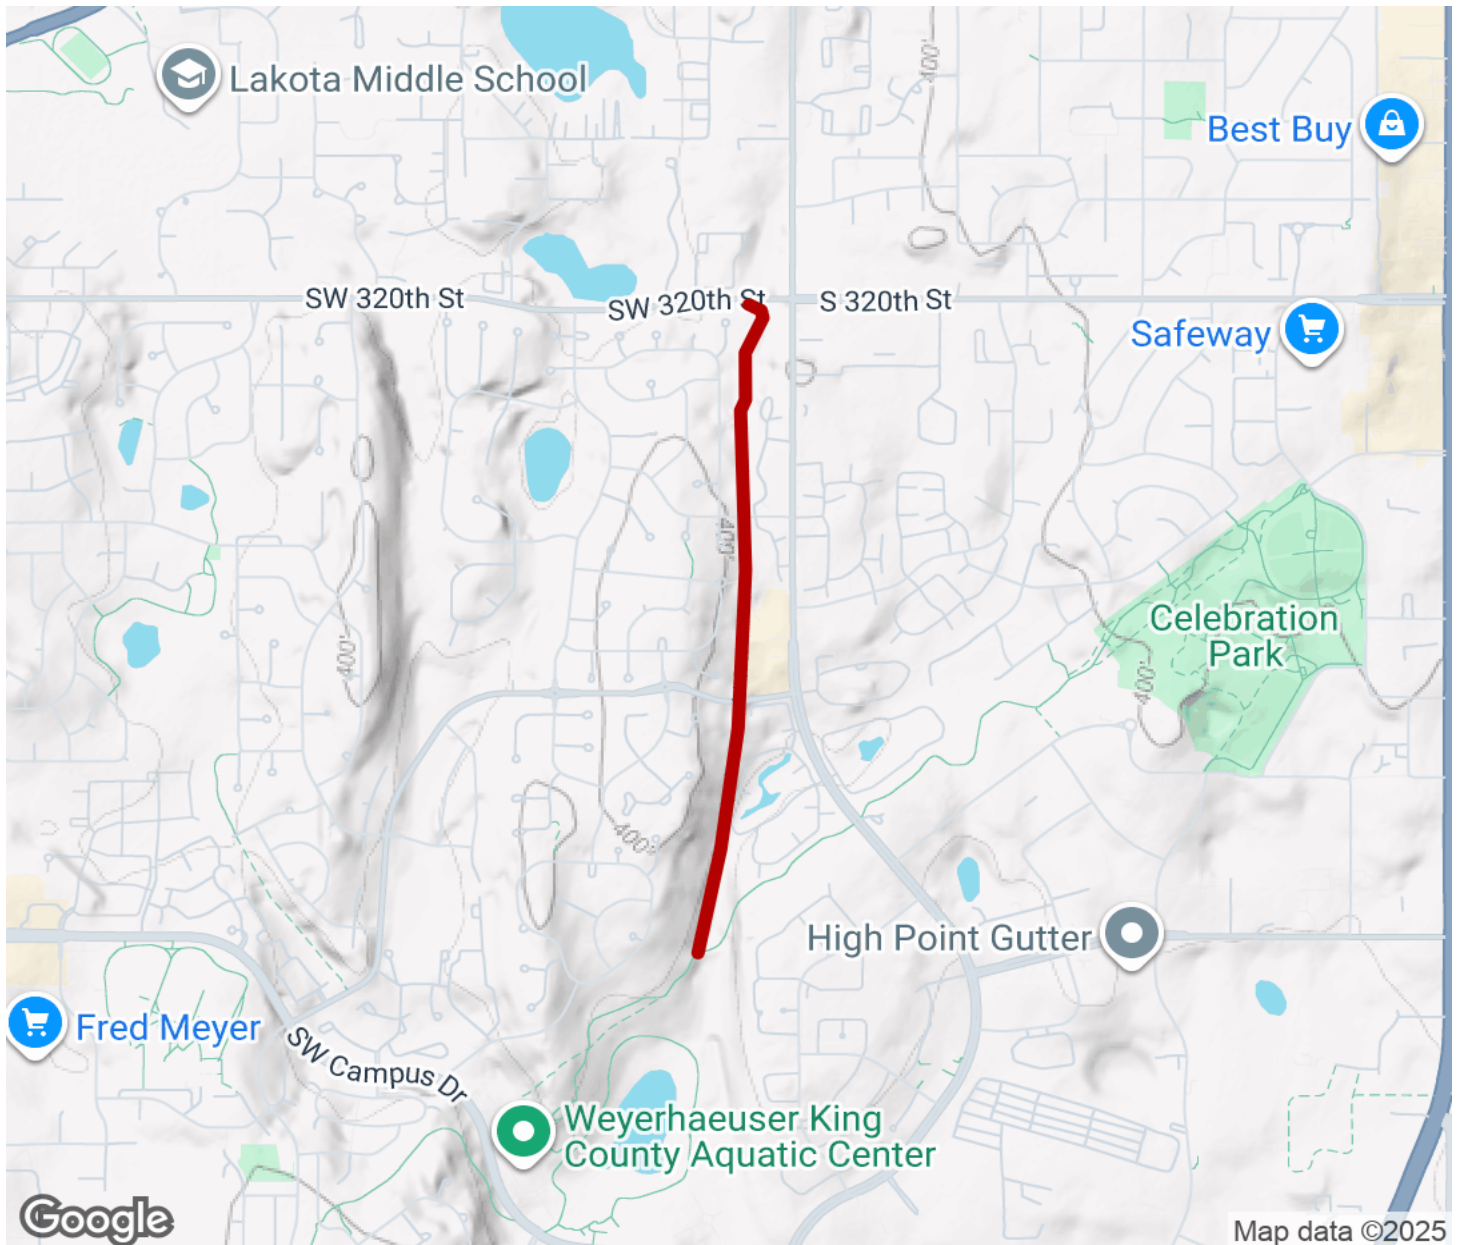 400'
Lakota Middle School
Best Buy
SW 320th St
SW 320th St
S 320th St
Safeway
400'
Celebration
Park
400'
400'
400'
High Point Gutter
Fred Meyer
SW Campus Dr
Weyerhaeuser King
County Aquatic Center
Google
Map data ©2025